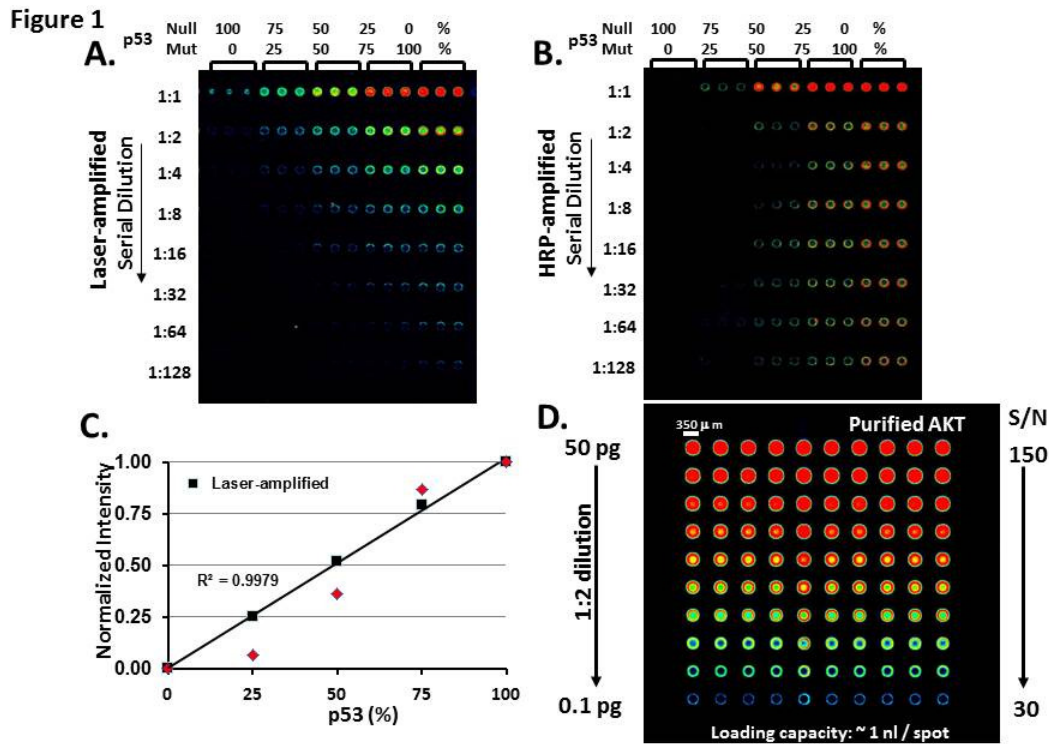 Figure 1
A.
p53
Null 100 75 50 25 0 %
Mut 0 25 50 75 100 %
Laser-amplified
Serial Dilution
1:1
1:2
1:4
1:8
1:16
1:32
1:64
1:128
B.
p53
Null 100 75 50 25 0 %
Mut 0 25 50 75 100 %
HRP-amplified
Serial Dilution
1:1
1:2
1:4
1:8
1:16
1:32
1:64
1:128
C.
Normalized Intensity
1.00
0.75
0.50
0.25
0.00
Laser-amplified
R² = 0.9979
0 25 50 75 100
p53 (%)
D.
350 μm
Purified AKT
S/N
50 pg
150
1:2 dilution
0.1 pg
30
Loading capacity: ~ 1 nl / spot